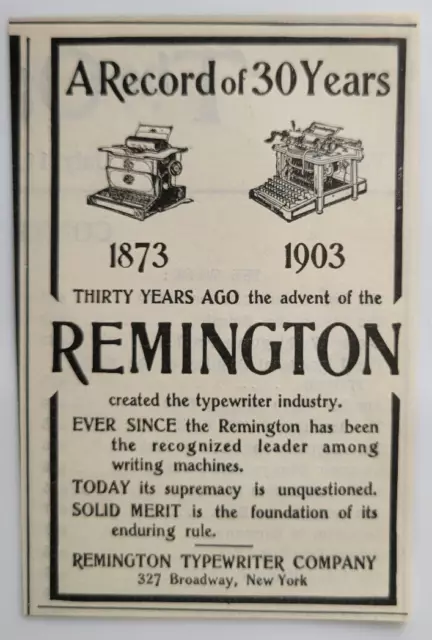 A Record of 30 Years
1873 1903
THIRTY YEARS AGO the advent of the
REMINGTON
created the typewriter industry.
EVER SINCE the Remington has been
the recognized leader among
writing machines.
TODAY its supremacy is unquestioned.
SOLID MERIT is the foundation of its
enduring rule.
REMINGTON TYPEWRITER COMPANY
327 Broadway, New York